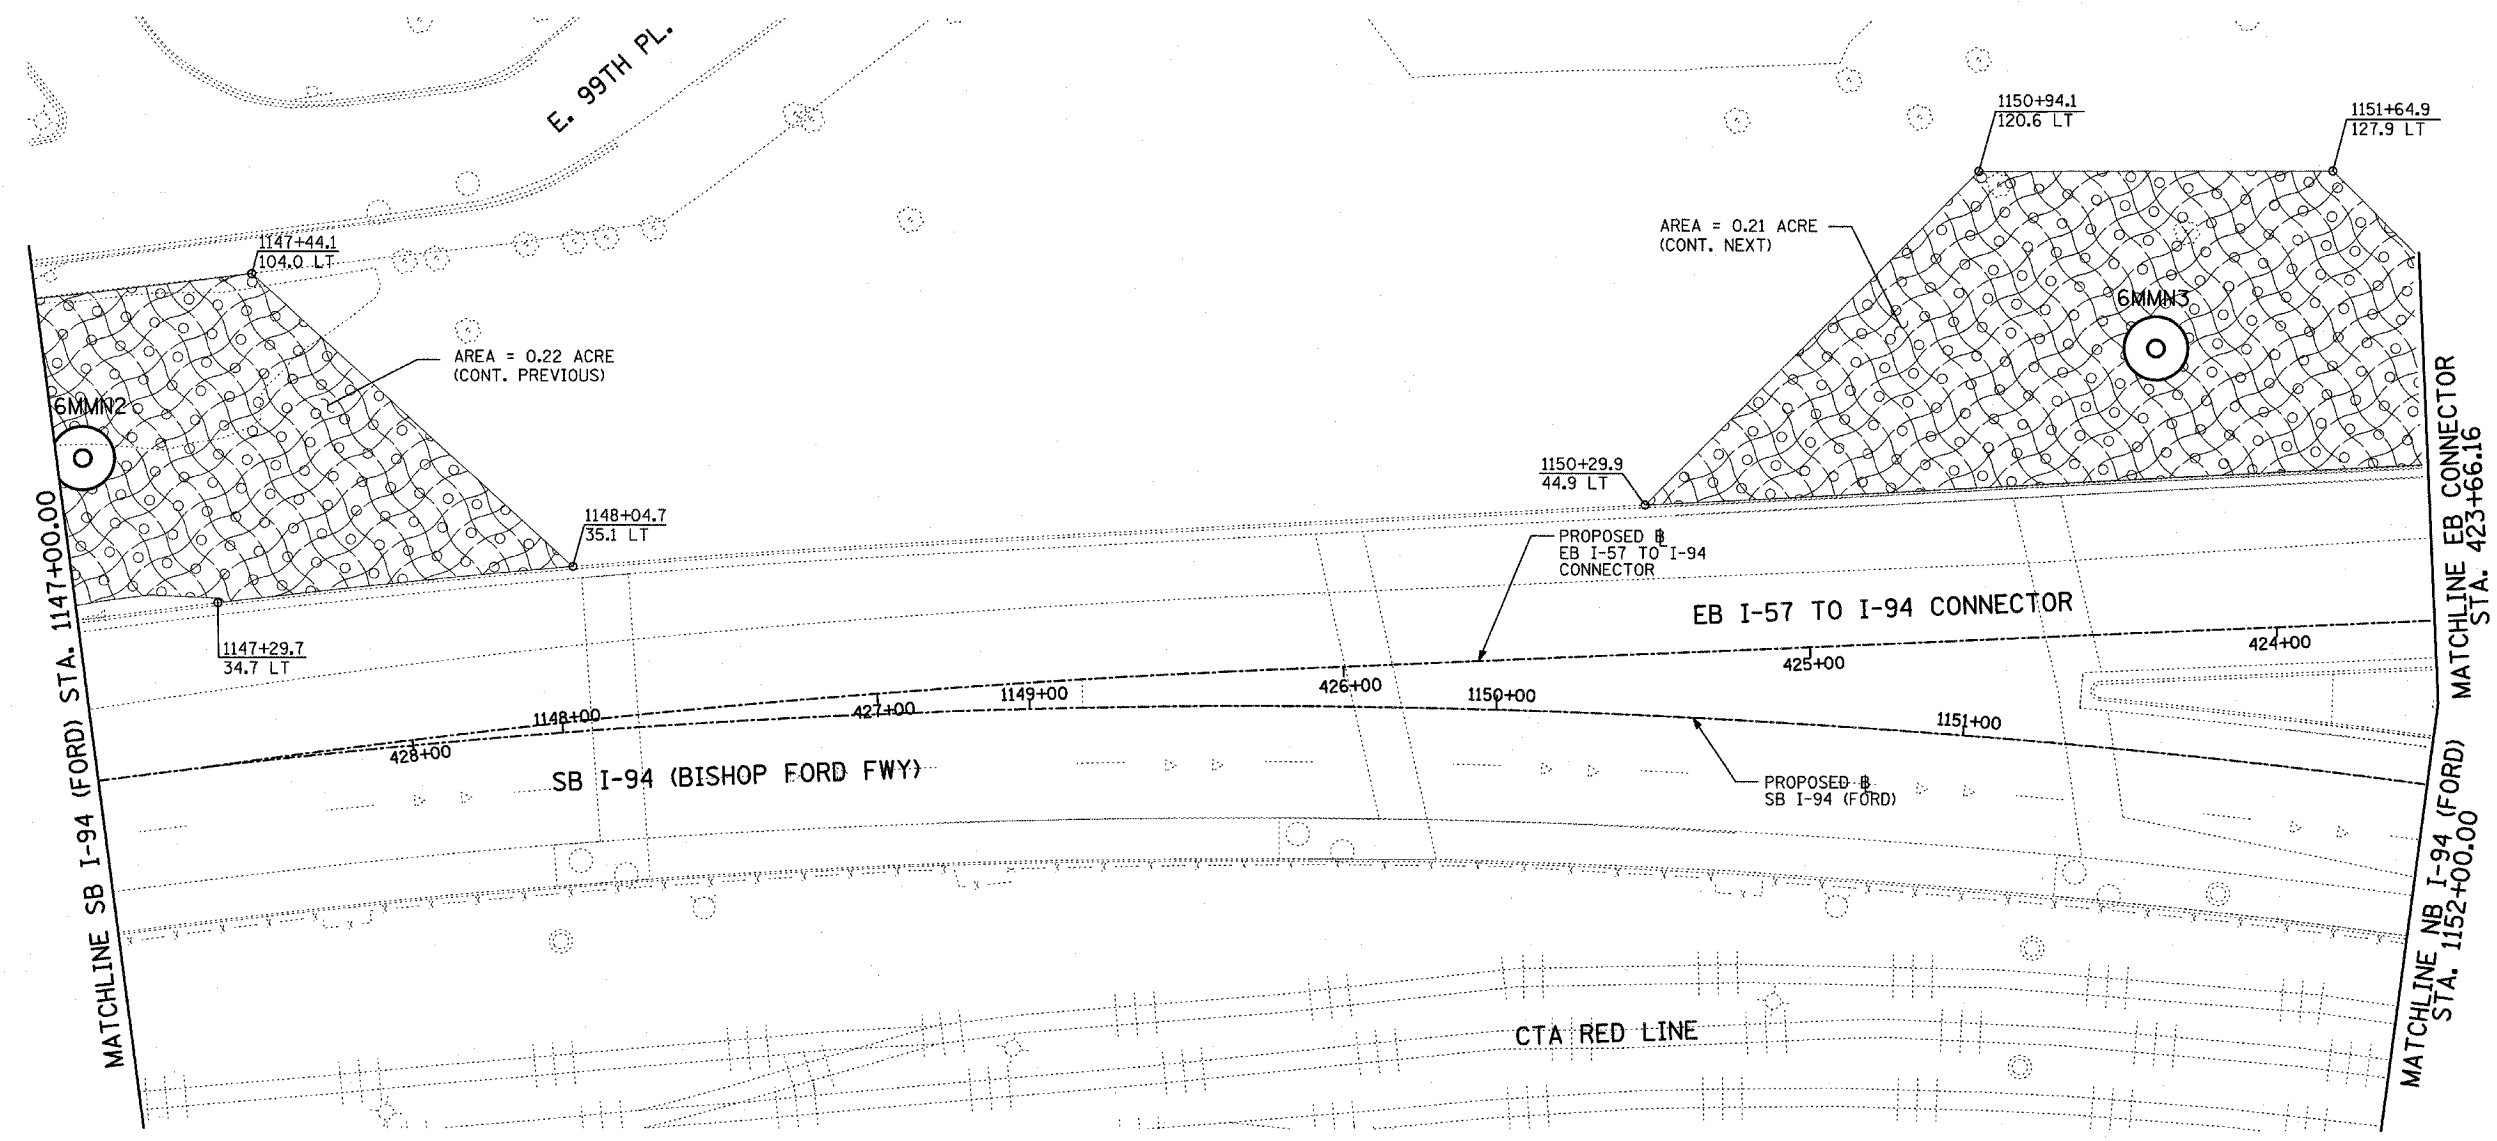 E. 99TH PL.
1147+44.1
104.0 LT
AREA = 0.22 ACRE
(CONT. PREVIOUS)
6MMN2
1148+04.7
35.1 LT
1147+29.7
34.7 LT
MATCHLINE SB I-94 (FORD) STA. 1147+00.00
1150+94.1
120.6 LT
1151+64.9
127.9 LT
AREA = 0.21 ACRE
(CONT. NEXT)
6MMN3
1150+29.9
44.9 LT
PROPOSED
EB I-57 TO I-94
CONNECTOR
EB I-57 TO I-94 CONNECTOR
424+00
425+00
426+00
427+00
428+00
1148+00
1149+00
1150+00
1151+00
SB I-94 (BISHOP FORD FWY)
PROPOSED
SB I-94 (FORD)
CTA RED LINE
MATCHLINE EB CONNECTOR
STA. 423+66.16
MATCHLINE NB I-94 (FORD)
STA. 1152+00.00